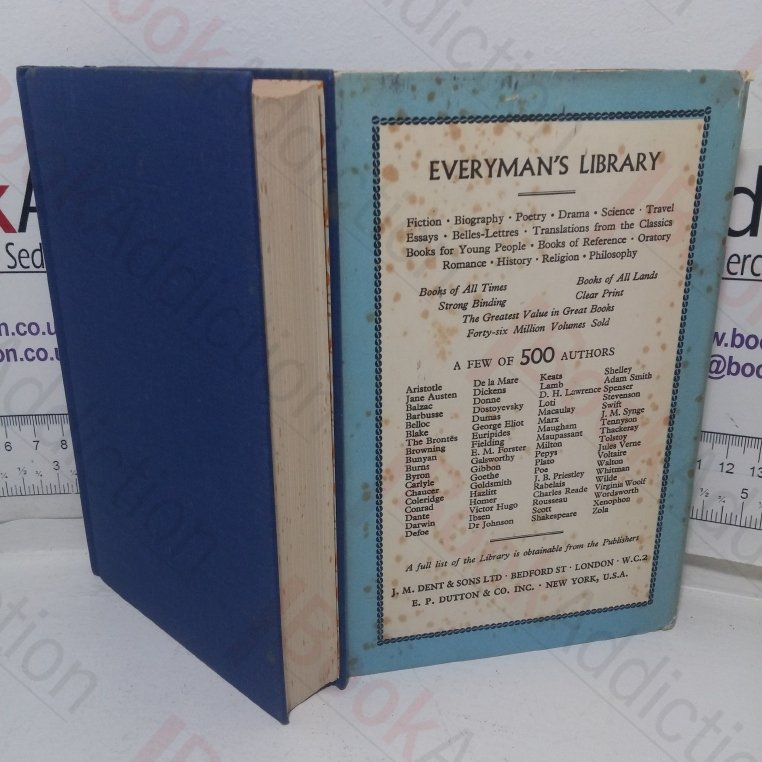 EVERYMAN'S LIBRARY
Fiction · Biography · Poetry · Drama · Science · Travel
Essays · Belles-Lettres · Translations from the Classics
Books for Young People · Books of Reference · Oratory
Romance · History · Religion · Philosophy
Books of All Times
Books of All Lands
Strong Binding
Clear Print
The Greatest Value in Great Books
Forty-six Million Volumes Sold
A FEW OF 500 AUTHORS
Aristotle
Jane Austen
Balzac
Barbusse
Belloc
Blake
The Brontës
Browning
Bunyan
Burns
Byron
Carlyle
Chaucer
Coleridge
Conrad
Dante
Darwin
Defoe
De la Mare
Dickens
Donne
Dostoyevsky
Dumas
George Eliot
Euripides
Fielding
E. M. Forster
Galsworthy
Gibbon
Goethe
Goldsmith
Hazlitt
Homer
Victor Hugo
Ibsen
Dr Johnson
Keats
Lamb
D. H. Lawrence
Loti
Macaulay
Marx
Maugham
Maupassant
Milton
Pepys
Plato
Poe
J. B. Priestley
Rabelais
Charles Reade
Rousseau
Scott
Shakespeare
Shelley
Adam Smith
Spenser
Stevenson
Swift
J. M. Synge
Tennyson
Thackeray
Tolstoy
Jules Verne
Voltaire
Walton
Whitman
Wilde
Virginia Woolf
Wordsworth
Xenophon
Zola
A full list of the Library is obtainable from the Publishers
J. M. DENT & SONS LTD · BEDFORD ST · LONDON · W.C.2
E. P. DUTTON & CO. INC. · NEW YORK, U.S.A.